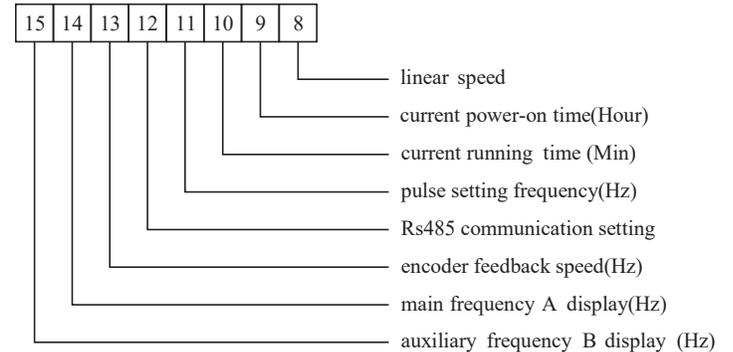 15 14 13 12 11 10 9 8
linear speed
current power-on time(Hour)
current running time (Min)
pulse setting frequency(Hz)
Rs485 communication setting
encoder feedback speed(Hz)
main frequency A display(Hz)
auxiliary frequency B display (Hz)